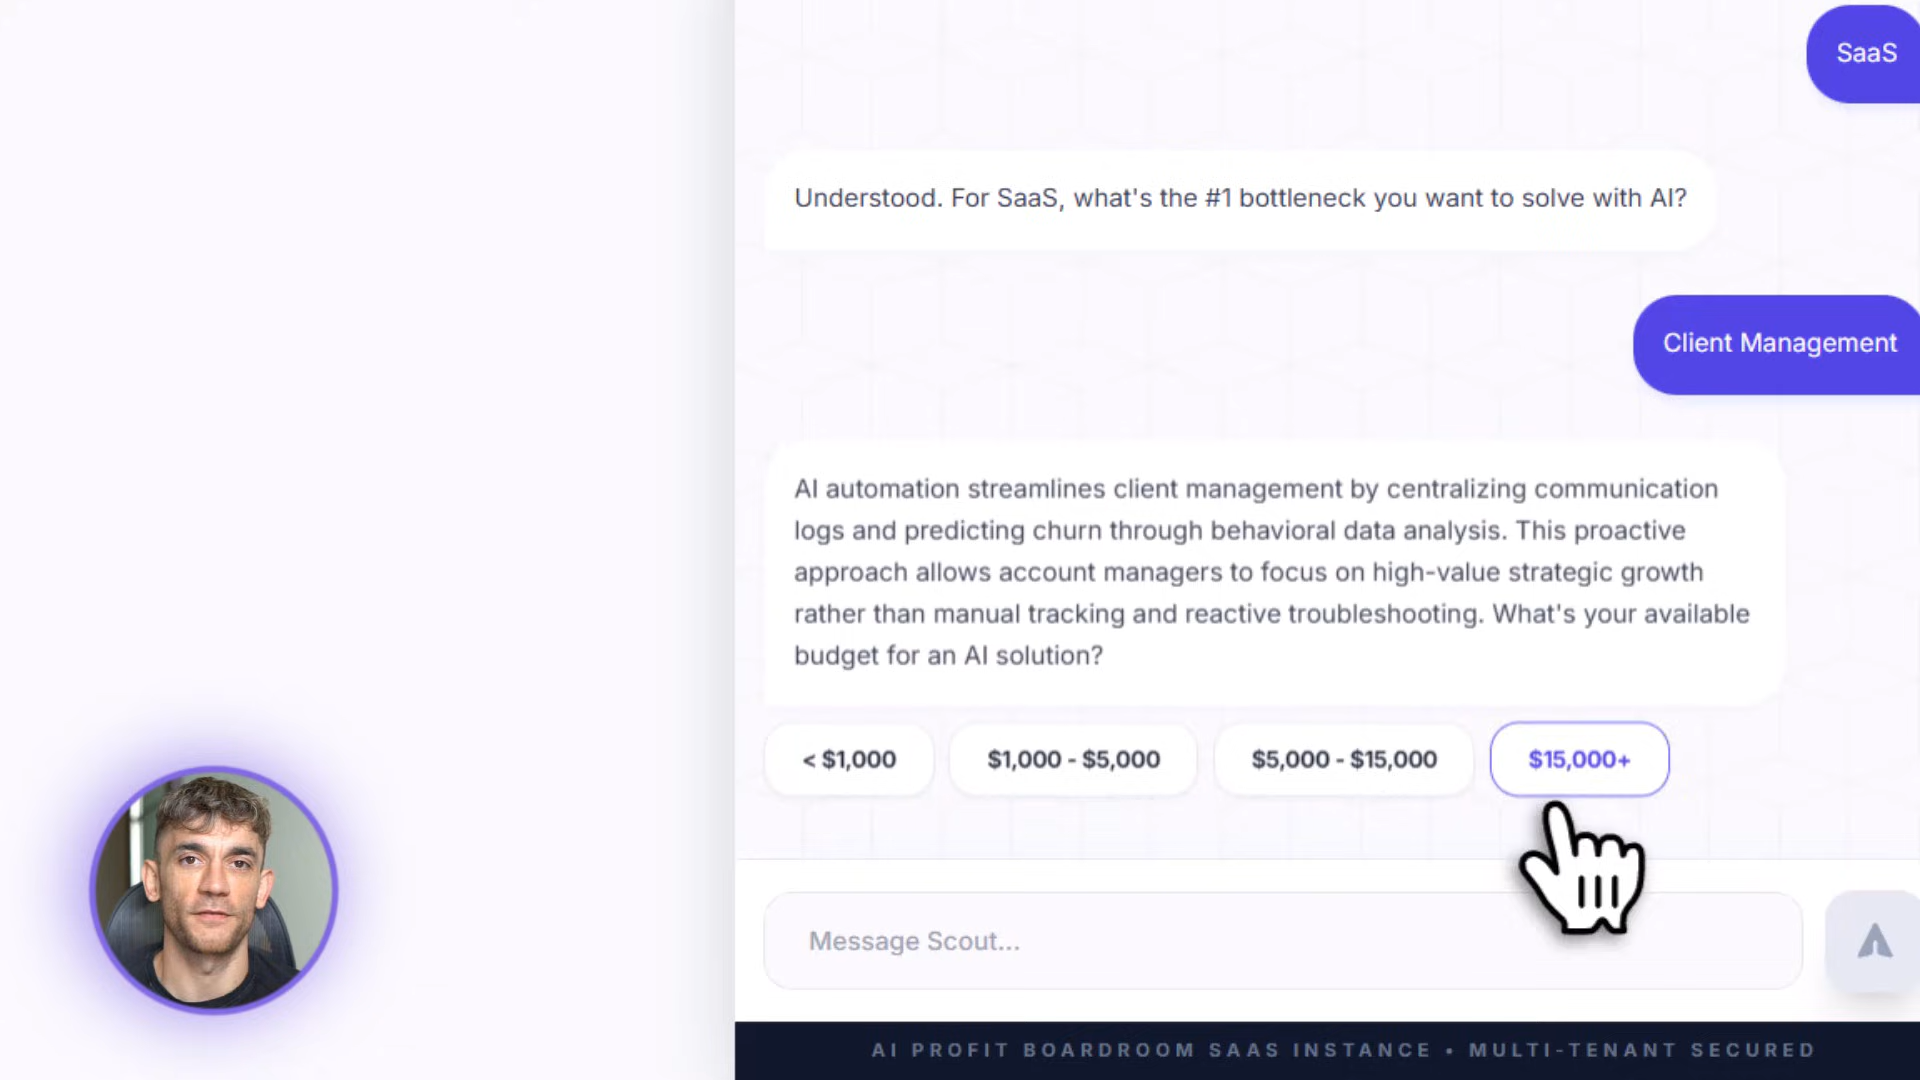 SaaS
Understood. For SaaS, what's the #1 bottleneck you want to solve with AI?
Client Management
AI automation streamlines client management by centralizing communication
logs and predicting churn through behavioral data analysis. This proactive
approach allows account managers to focus on high-value strategic growth
rather than manual tracking and reactive troubleshooting. What's your available
budget for an AI solution?
< $1,000
$1,000 - $5,000
$5,000 - $15,000
$15,000+
Message Scout...
AI PROFIT BOARDROOM SAAS INSTANCE • MULTI-TENANT SECURED